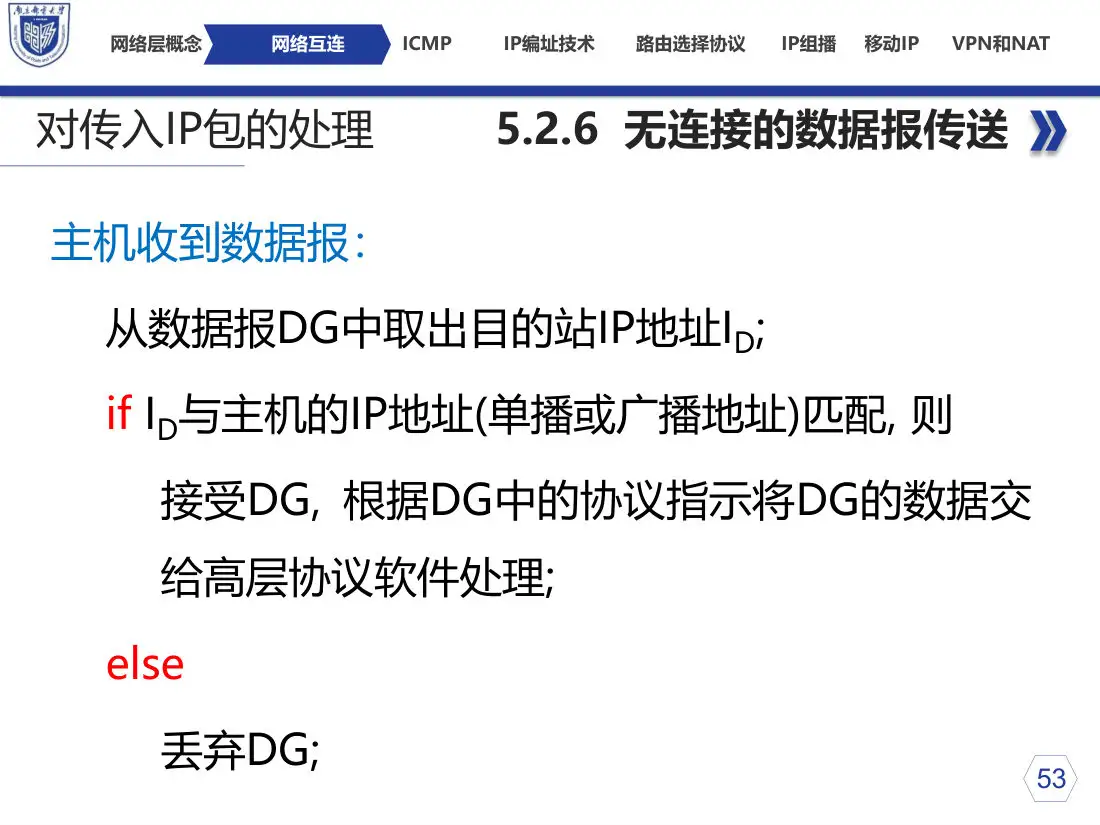 南京邮电大学
网络层概念 网络互连 ICMP IP编址技术 路由选择协议 IP组播 移动IP VPN和NAT
对传入IP包的处理 5.2.6 无连接的数据报传送
主机收到数据报：
从数据报DG中取出目的站IP地址ID;
if ID与主机的IP地址(单播或广播地址)匹配, 则
接受DG, 根据DG中的协议指示将DG的数据交
给高层协议软件处理;
else
丢弃DG;
53